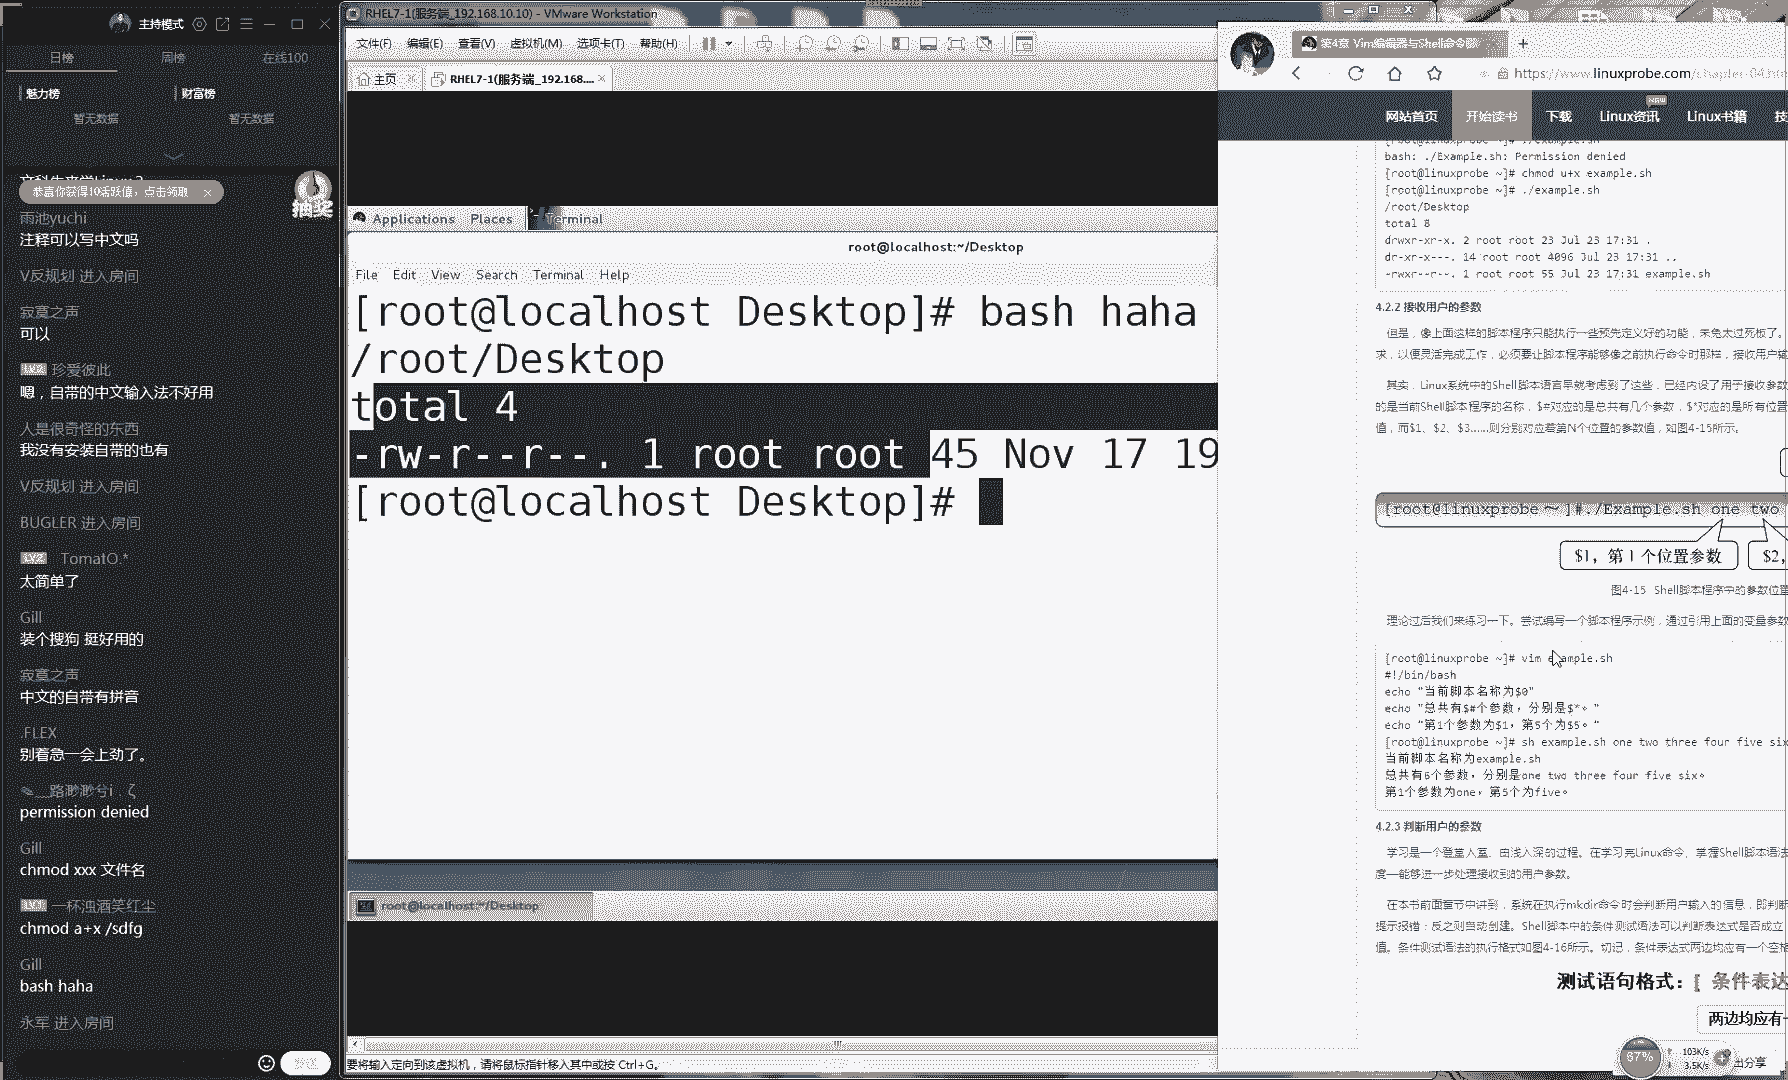 主持模式
日榜
周榜
在线100
魅力榜
财富榜
暂无数据
暂无数据
恭喜你获得10活跃值，点击领取
抽奖
雨池yuchi
注释可以写中文吗
V反规划 进入房间
寂寞之声
可以
珍爱彼此
嗯，自带的中文输入法不好用
人是很奇怪的东西
我没有安装自带的也有
V反规划 进入房间
BUGLER 进入房间
TomatO.*
太简单了
Gill
装个搜狗 挺好用的
寂寞之声
中文的自带有拼音
.FLEX
别着急一会上劲了。
permission denied
Gill
chmod xxx 文件名
一杯浊酒笑红尘
chmod a+x /sdfg
Gill
bash haha
永军 进入房间
RHEL7-1(服务端_192.168.10.10) - VMware Workstation
文件(F) 编辑(E) 查看(V) 虚拟机(M) 选项卡(T) 帮助(H)
主页
RHEL7-1(服务端_192.168....
Applications Places Terminal
root@localhost:~/Desktop
File Edit View Search Terminal Help
[root@localhost Desktop]# bash haha
/root/Desktop
total 4
-rw-r--r--. 1 root root 45 Nov 17 19
[root@localhost Desktop]#
root@localhost:~/Desktop
要将输入定向到该虚拟机，请将鼠标指针移入其中或按 Ctrl+G。
第4章 Vim编辑器与Shell命令脚
https://www.linuxprobe.com/chapter-04.htm
网站首页 开始读书 下载 Linux资讯 Linux书籍 技
NEW
bash: ./Example.sh: Permission denied
[root@linuxprobe ~]# chmod u+x example.sh
[root@linuxprobe ~]# ./example.sh
/root/Desktop
total 8
drwxr-xr-x. 2 root root 23 Jul 23 17:31 .
dr-xr-x---. 14 root root 4096 Jul 23 17:31 ..
-rwxr--r--. 1 root root 55 Jul 23 17:31 example.sh
4.2.2 接收用户的参数
但是，像上面这样的脚本程序只能执行一些预先定义好的功能，未免太过死板了。
求，以便灵活完成工作，必须要让脚本程序能够像之前执行命令时那样，接收用户输
其实，Linux系统中的Shell脚本语言早就考虑到了这些，已经内设了用于接收参数
的是当前Shell脚本程序的名称，$#对应的是总共有几个参数，$*对应的是所有位置
值，而$1、$2、$3……则分别对应着第N个位置的参数值，如图4-15所示。
[root@linuxprobe ~]#./Example.sh one two
$1，第1个位置参数
$2,
图4-15 Shell脚本程序中的参数位置
理论过后我们来练习一下。尝试编写一个脚本程序示例，通过引用上面的变量参数
[root@linuxprobe ~]# vim example.sh
#!/bin/bash
echo "当前脚本名称为$0"
echo "总共有$#个参数，分别是$*。"
echo "第1个参数为$1，第5个为$5。"
[root@linuxprobe ~]# sh example.sh one two three four five six
当前脚本名称为example.sh
总共有6个参数，分别是one two three four five six。
第1个参数为one，第5个为five。
4.2.3 判断用户的参数
学习是一个登堂入室、由浅入深的过程。在学习完Linux命令，掌握Shell脚本语法
度—能够进一步处理接收到的用户参数。
在本书前面章节中讲到，系统在执行mkdir命令时会判断用户输入的信息，即判断
提示报错；反之则自动创建。Shell脚本中的条件测试语法可以判断表达式是否成立
值。条件测试语法的执行格式如图4-16所示。切记，条件表达式两边均应有一个空格
测试语句格式：[ 条件表达
两边均应有一
67%
103K/s
3.5K/s
出分享